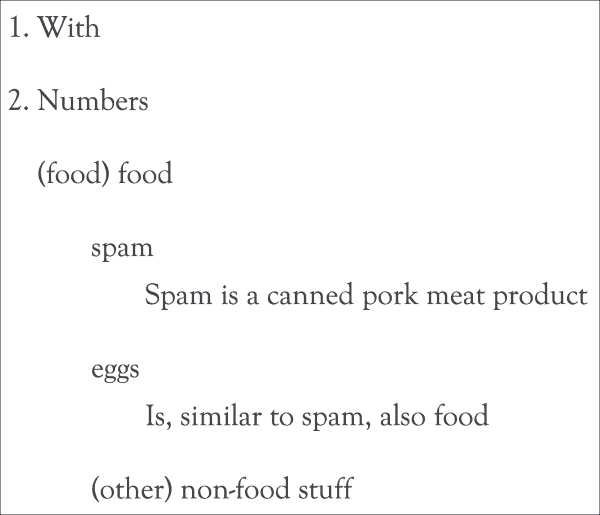 1. With
2. Numbers
(food) food
spam
Spam is a canned pork meat product
eggs
Is, similar to spam, also food
(other) non-food stuff